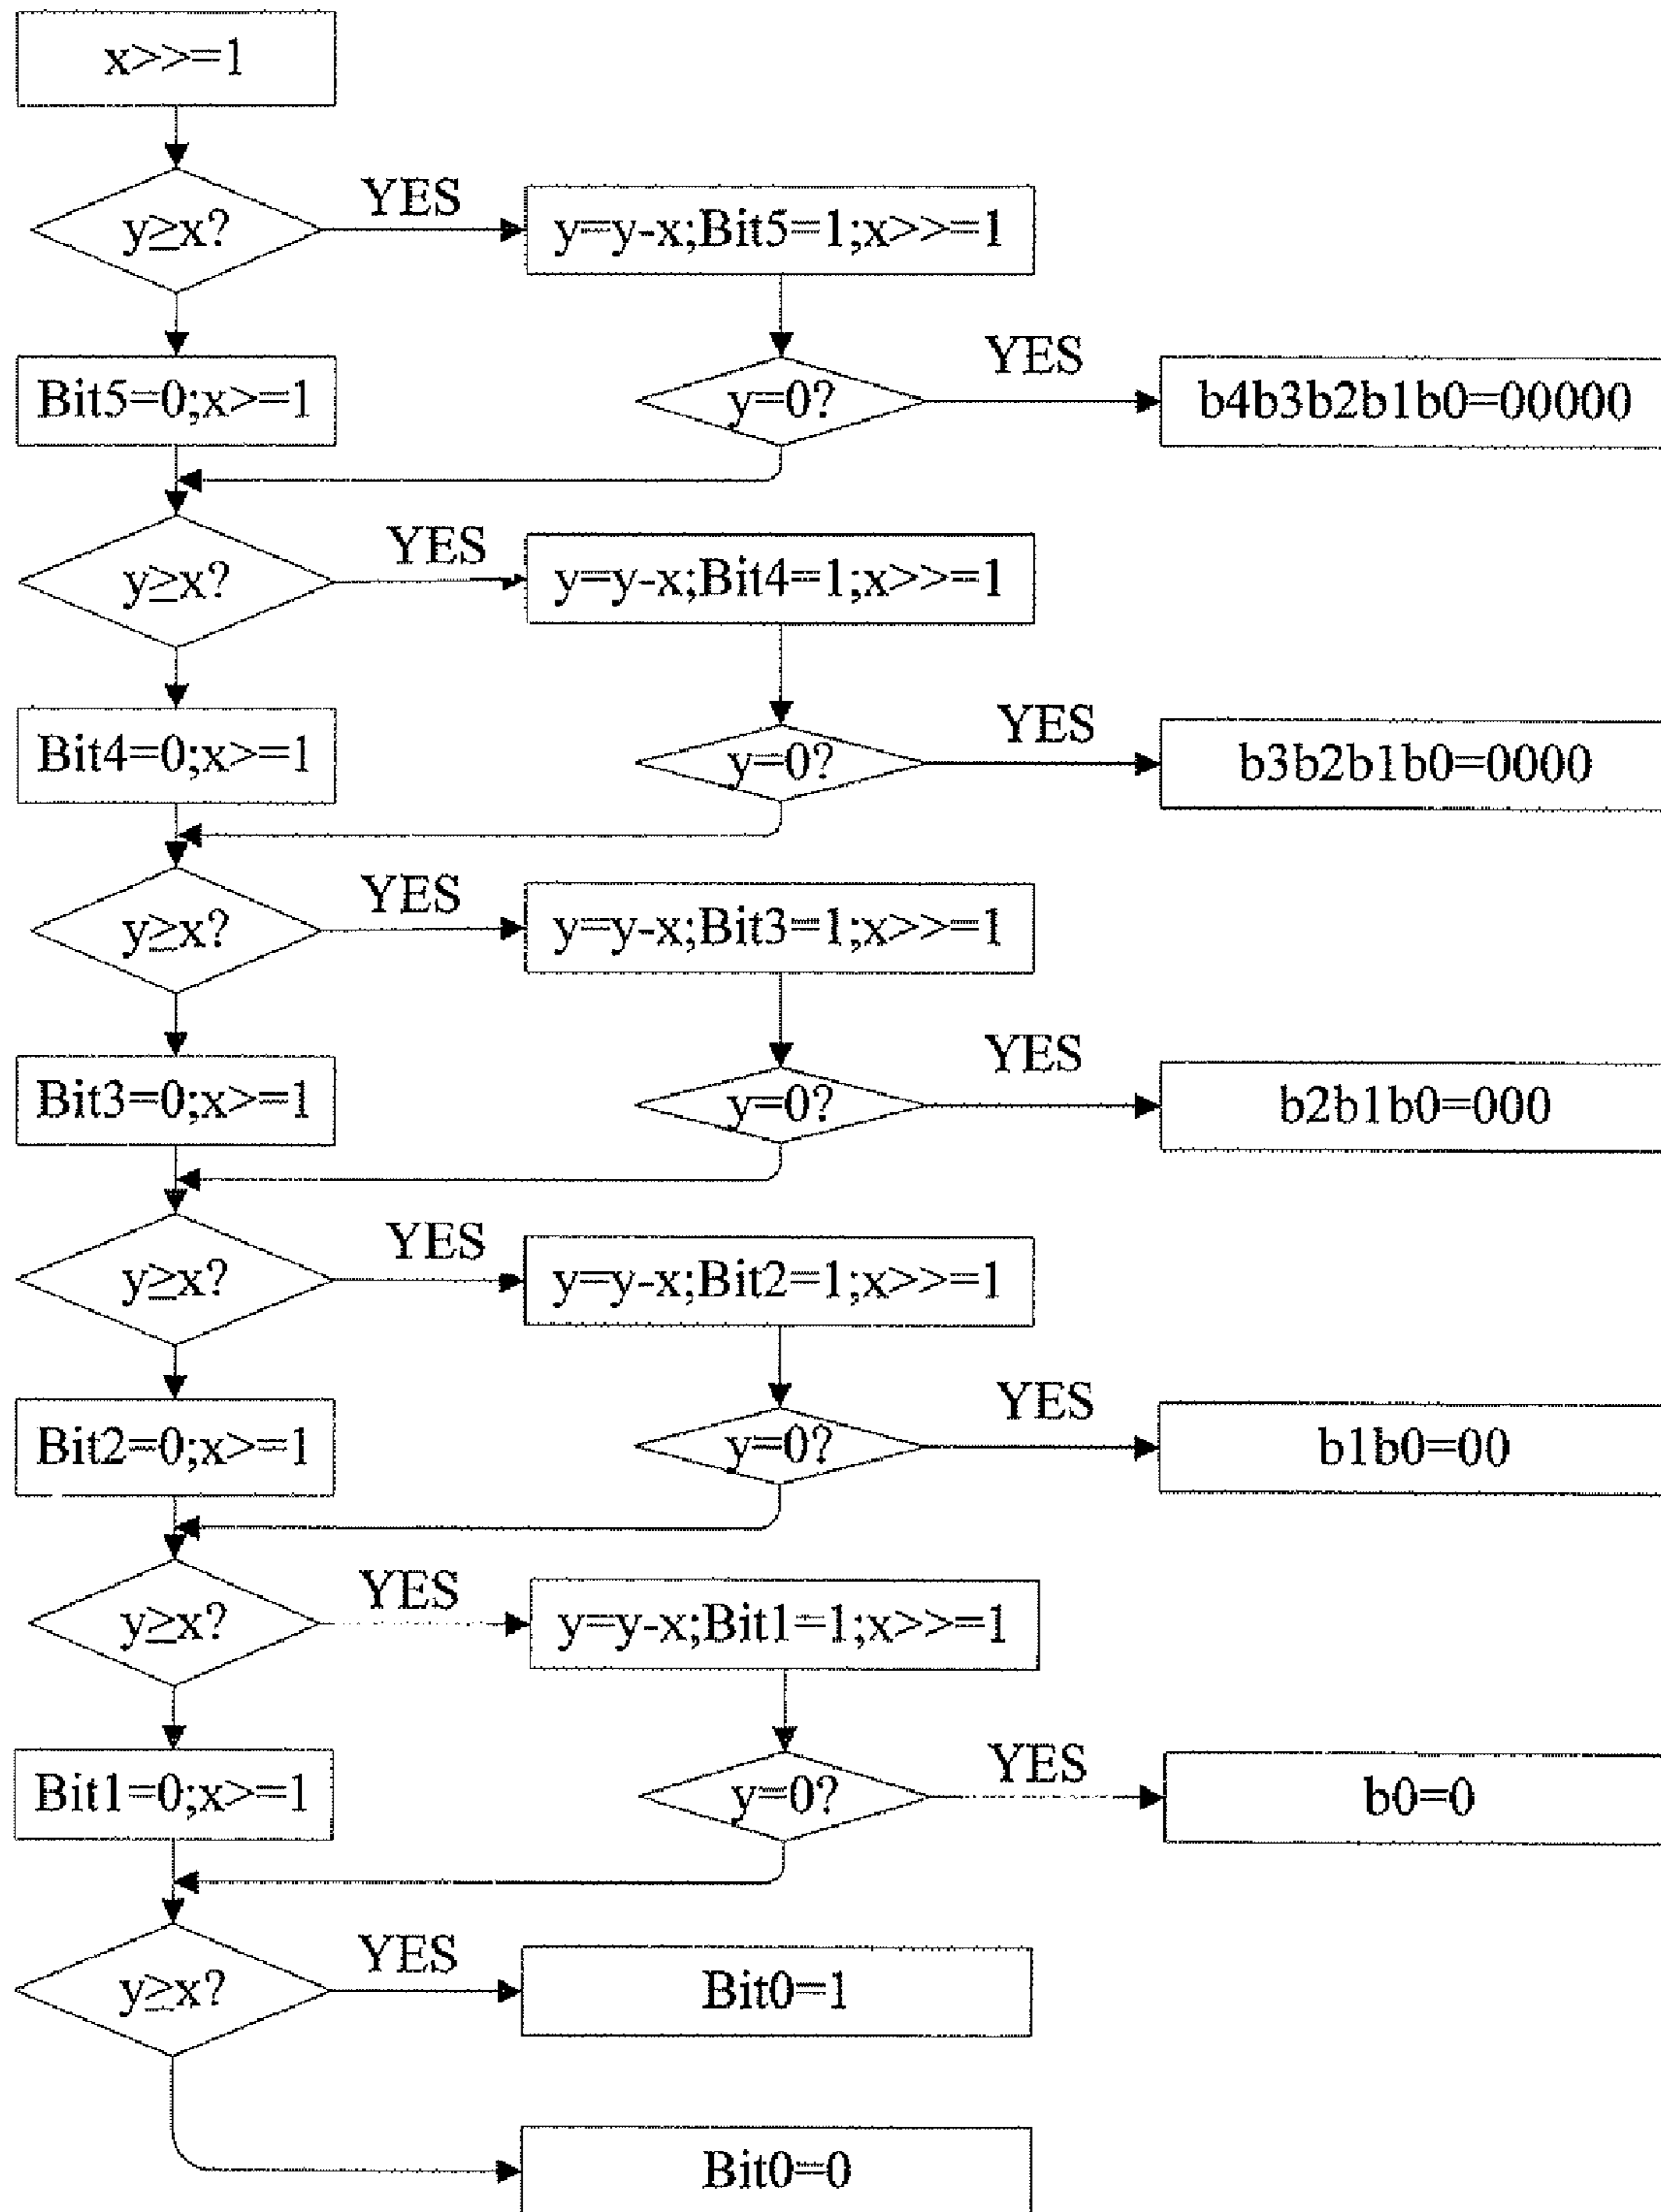 x>>=1
y≥x?
YES
y=y-x;Bit5=1;x>>=1
Bit5=0;x>=1
y=0?
YES
b4b3b2b1b0=00000
y≥x?
YES
y=y-x;Bit4=1;x>>=1
Bit4=0;x>=1
y=0?
YES
b3b2b1b0=0000
y≥x?
YES
y=y-x;Bit3=1;x>>=1
Bit3=0;x>=1
y=0?
YES
b2b1b0=000
y≥x?
YES
y=y-x;Bit2=1;x>>=1
Bit2=0;x>=1
y=0?
YES
b1b0=00
y≥x?
YES
y=y-x;Bit1=1;x>>=1
Bit1=0;x>=1
y=0?
YES
b0=0
y≥x?
YES
Bit0=1
Bit0=0